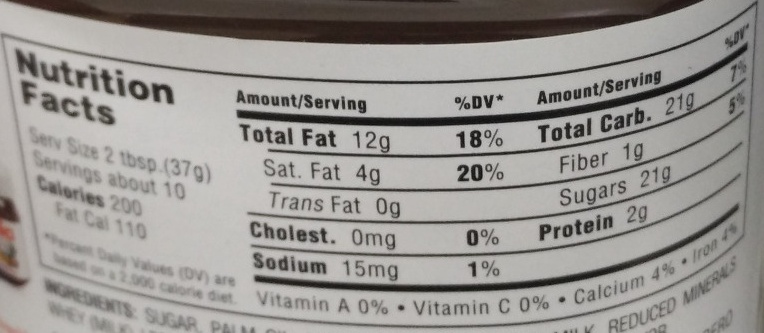 Nutrition
Facts
Serv Size 2 tbsp.(37g)
Servings about 10
Calories 200
Fat Cal 110
*Percent Daily Values (DV) are
based on a 2,000 calorie diet.
Amount/Serving %DV* Amount/Serving %DV*
Total Fat 12g 18% Total Carb. 21g 7%
Sat. Fat 4g 20% Fiber 1g 5%
Trans Fat 0g Sugars 21g
Cholest. 0mg 0% Protein 2g
Sodium 15mg 1%
Vitamin A 0% • Vitamin C 0% • Calcium 4% • Iron 4%
INGREDIENTS: SUGAR, PALM
REDUCED MINERALS
WHEY